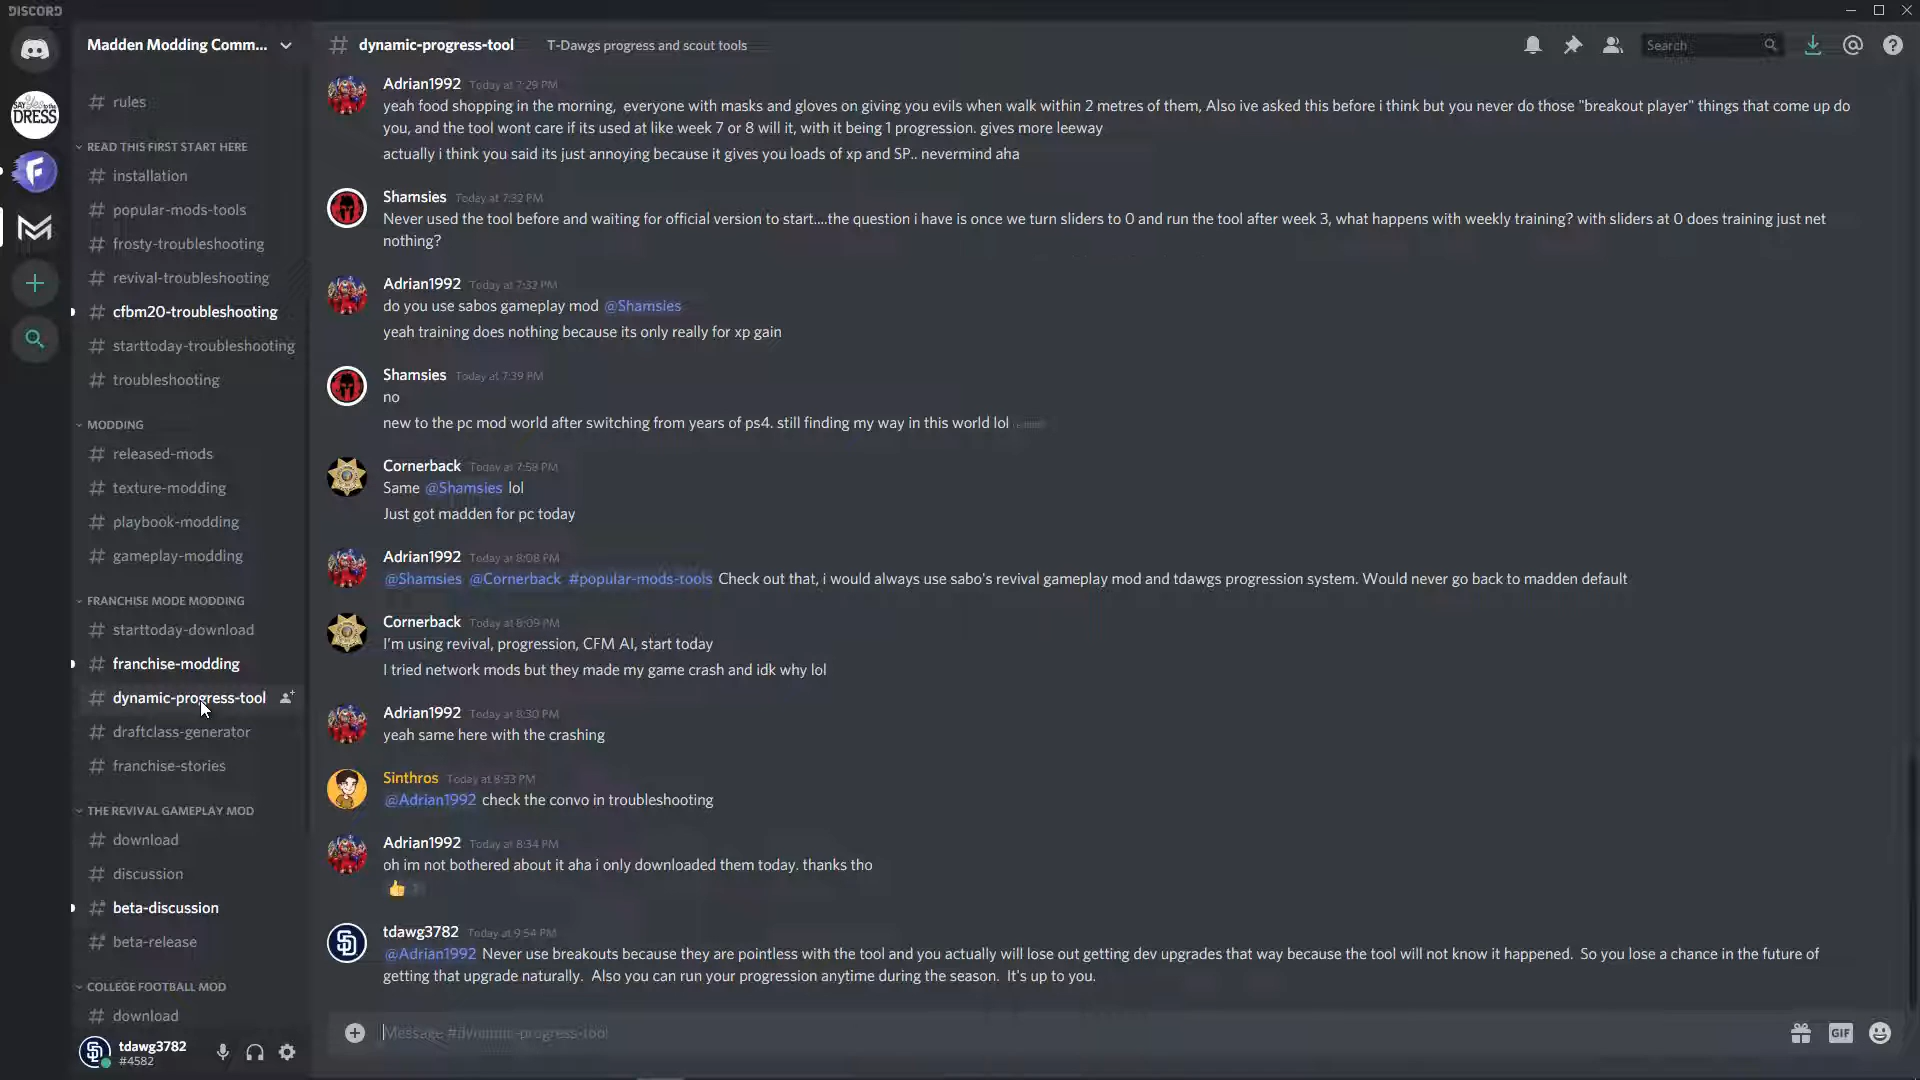 DISCORD
Madden Modding Comm...
rules
READ THIS FIRST START HERE
installation
popular-mods-tools
frosty-troubleshooting
revival-troubleshooting
cfbm20-troubleshooting
starttoday-troubleshooting
troubleshooting
MODDING
released-mods
texture-modding
playbook-modding
gameplay-modding
FRANCHISE MODE MODDING
starttoday-download
franchise-modding
dynamic-progress-tool
draftclass-generator
franchise-stories
THE REVIVAL GAMEPLAY MOD
download
discussion
beta-discussion
beta-release
COLLEGE FOOTBALL MOD
download
tdawg3782
#4582
SAY Yes to the DRESS
dynamic-progress-tool T-Dawgs progress and scout tools
Search
Adrian1992 Today at 7:29 PM
yeah food shopping in the morning, everyone with masks and gloves on giving you evils when walk within 2 metres of them, Also ive asked this before i think but you never do those "breakout player" things that come up do
you, and the tool wont care if its used at like week 7 or 8 will it, with it being 1 progression. gives more leeway
actually i think you said its just annoying because it gives you loads of xp and SP.. nevermind aha
Shamsies Today at 7:32 PM
Never used the tool before and waiting for official version to start....the question i have is once we turn sliders to 0 and run the tool after week 3, what happens with weekly training? with sliders at 0 does training just net
nothing?
Adrian1992 Today at 7:37 PM
do you use sabos gameplay mod @Shamsies
yeah training does nothing because its only really for xp gain
Shamsies Today at 7:39 PM
no
new to the pc mod world after switching from years of ps4. still finding my way in this world lol
Cornerback Today at 7:58 PM
Same @Shamsies lol
Just got madden for pc today
Adrian1992 Today at 8:08 PM
@Shamsies @Cornerback #popular-mods-tools Check out that, i would always use sabo's revival gameplay mod and tdawgs progression system. Would never go back to madden default
Cornerback Today at 8:09 PM
I'm using revival, progression, CFM AI, start today
I tried network mods but they made my game crash and idk why lol
Adrian1992 Today at 8:30 PM
yeah same here with the crashing
Sinthros Today at 8:33 PM
@Adrian1992 check the convo in troubleshooting
Adrian1992 Today at 8:34 PM
oh im not bothered about it aha i only downloaded them today. thanks tho
tdawg3782 Today at 9:54 PM
@Adrian1992 Never use breakouts because they are pointless with the tool and you actually will lose out getting dev upgrades that way because the tool will not know it happened. So you lose a chance in the future of
getting that upgrade naturally. Also you can run your progression anytime during the season. It's up to you.
Message #dynamic-progress-tool
GIF